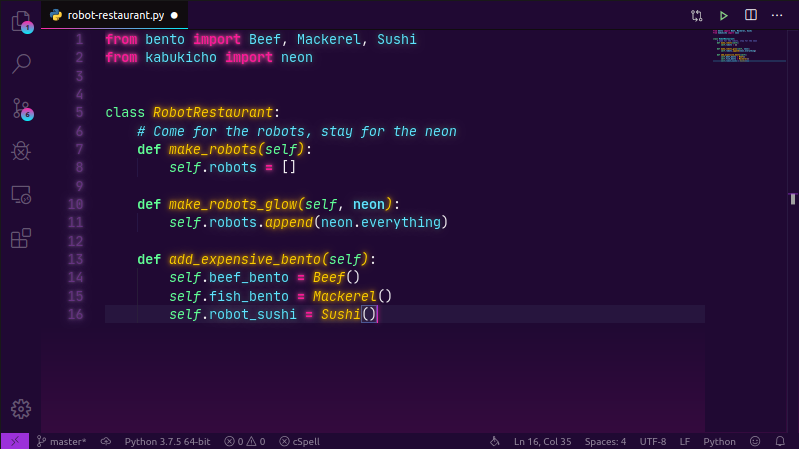 robot-restaurant.py
1 from bento import Beef, Mackerel, Sushi
2 from kabukicho import neon
3
4
5 class RobotRestaurant:
6     # Come for the robots, stay for the neon
7     def make_robots(self):
8         self.robots = []
9
10     def make_robots_glow(self, neon):
11         self.robots.append(neon.everything)
12
13     def add_expensive_bento(self):
14         self.beef_bento = Beef()
15         self.fish_bento = Mackerel()
16         self.robot_sushi = Sushi()
1
6
master* Python 3.7.5 64-bit 0 0 cSpell Ln 16, Col 35 Spaces: 4 UTF-8 LF Python